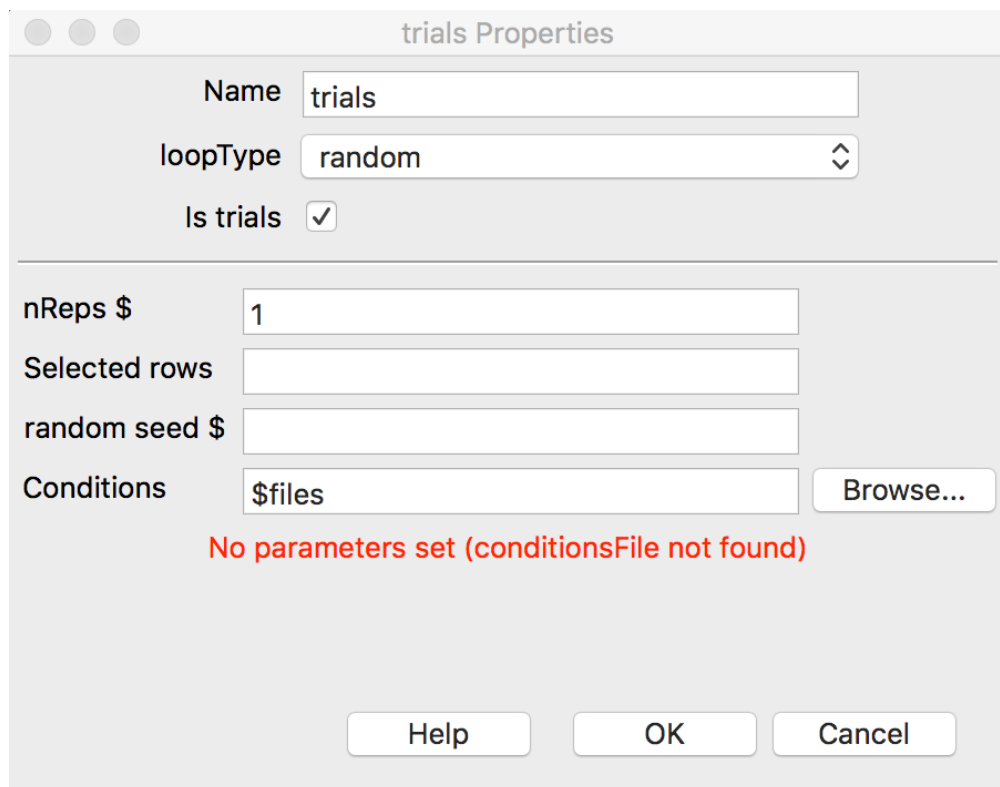 trials Properties
Name trials
loopType random
Is trials
nReps $ 1
Selected rows
random seed $
Conditions $files Browse...
No parameters set (conditionsFile not found)
Help OK Cancel